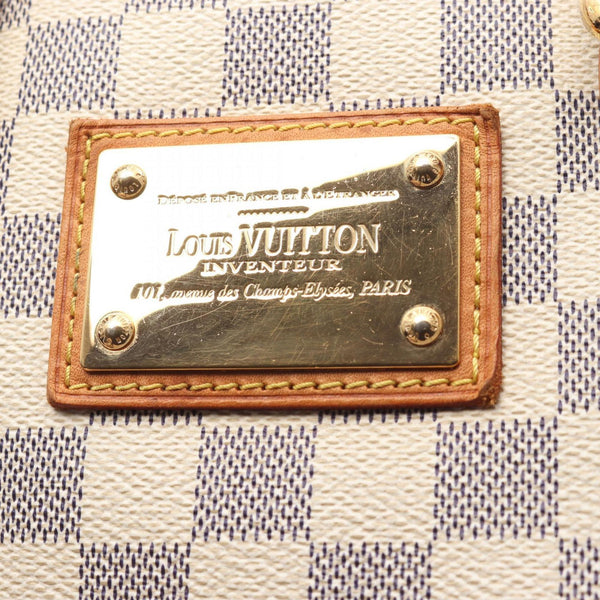 DÉPOSÉ EN FRANCE ET À L'ÉTRANGER
LOUIS VUITTON
INVENTEUR
101, avenue des Champs-Elysées, PARIS